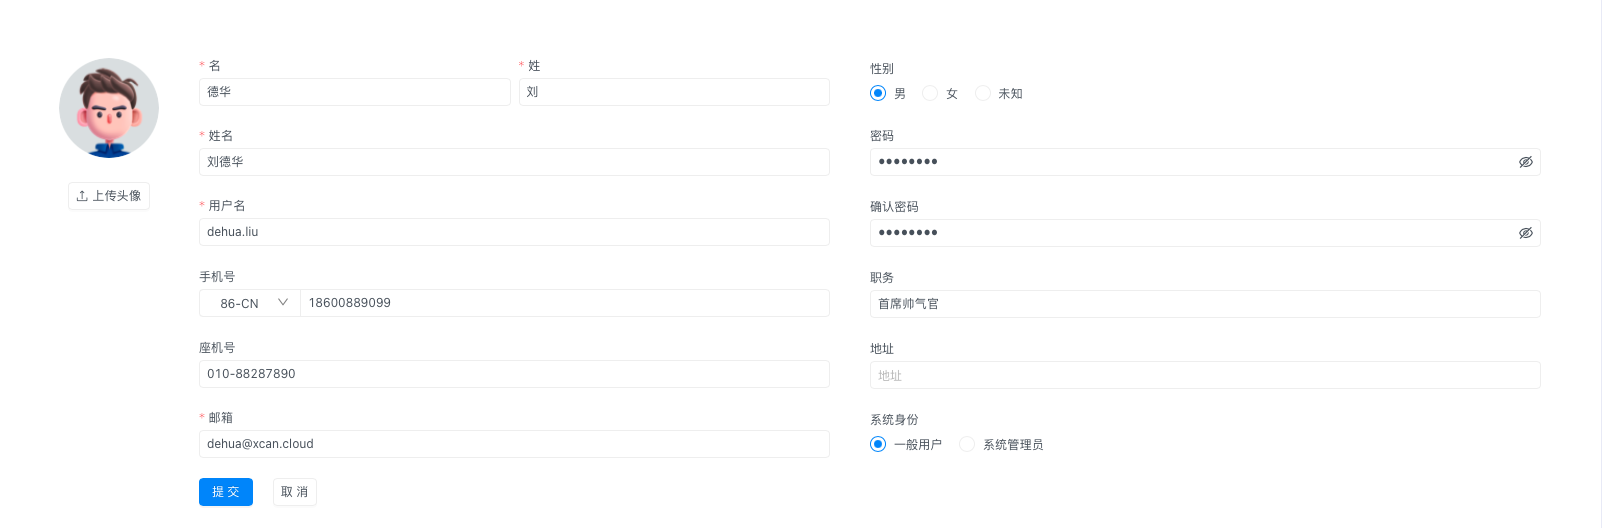 上传头像
* 名
德华
* 姓
刘
* 姓名
刘德华
* 用户名
dehua.liu
手机号
86-CN 18600889099
座机号
010-88287890
* 邮箱
dehua@xcan.cloud
提 交 取 消
性别
男 女 未知
密码
••••••••
确认密码
••••••••
职务
首席帅气官
地址
地址
系统身份
一般用户 系统管理员